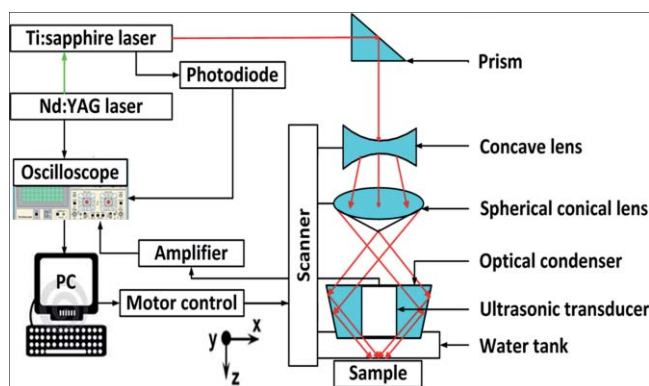 Ti:sapphire laser
Photodiode
Prism
Nd:YAG laser
Concave lens
Oscilloscope
Spherical conical lens
Scanner
Amplifier
Optical condenser
PC
Motor control
Ultrasonic transducer
y
x
z
Water tank
Sample